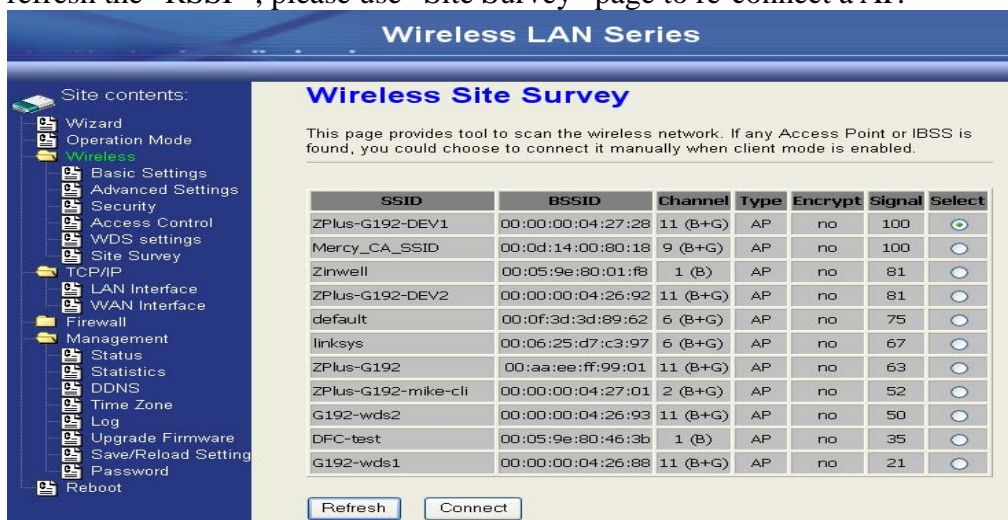 refresh the "RSSI", please use "Site Survey" page to re-connect a AP.
Wireless LAN Series
Site contents:
Wizard
Operation Mode
Wireless
Basic Settings
Advanced Settings
Security
Access Control
WDS settings
Site Survey
TCP/IP
LAN Interface
WAN Interface
Firewall
Management
Status
Statistics
DDNS
Time Zone
Log
Upgrade Firmware
Save/Reload Setting
Password
Reboot
Wireless Site Survey
This page provides tool to scan the wireless network. If any Access Point or IBSS is
found, you could choose to connect it manually when client mode is enabled.
SSID BSSID Channel Type Encrypt Signal Select
ZPlus-G192-DEV1 00:00:00:04:27:28 11 (B+G) AP no 100
Mercy_CA_SSID 00:0d:14:00:80:18 9 (B+G) AP no 100
Zinwell 00:05:9e:80:01:f8 1 (B) AP no 81
ZPlus-G192-DEV2 00:00:00:04:26:92 11 (B+G) AP no 81
default 00:0f:3d:3d:89:62 6 (B+G) AP no 75
linksys 00:06:25:d7:c3:97 6 (B+G) AP no 67
ZPlus-G192 00:aa:ee:ff:99:01 11 (B+G) AP no 63
ZPlus-G192-mike-cli 00:00:00:04:27:01 2 (B+G) AP no 52
G192-wds2 00:00:00:04:26:93 11 (B+G) AP no 50
DFC-test 00:05:9e:80:46:3b 1 (B) AP no 35
G192-wds1 00:00:00:04:26:88 11 (B+G) AP no 21
Refresh Connect